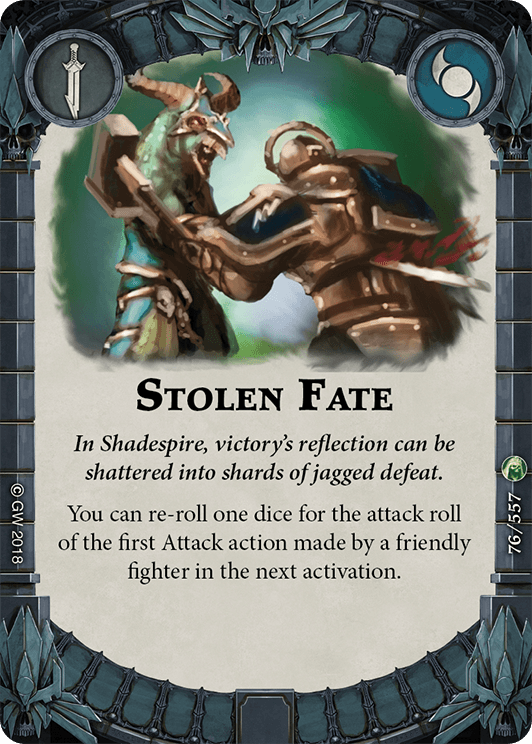 STOLEN FATE
In Shadespire, victory's reflection can be
shattered into shards of jagged defeat.
You can re-roll one dice for the attack roll
of the first Attack action made by a friendly
fighter in the next activation.
© GW 2018
76/557